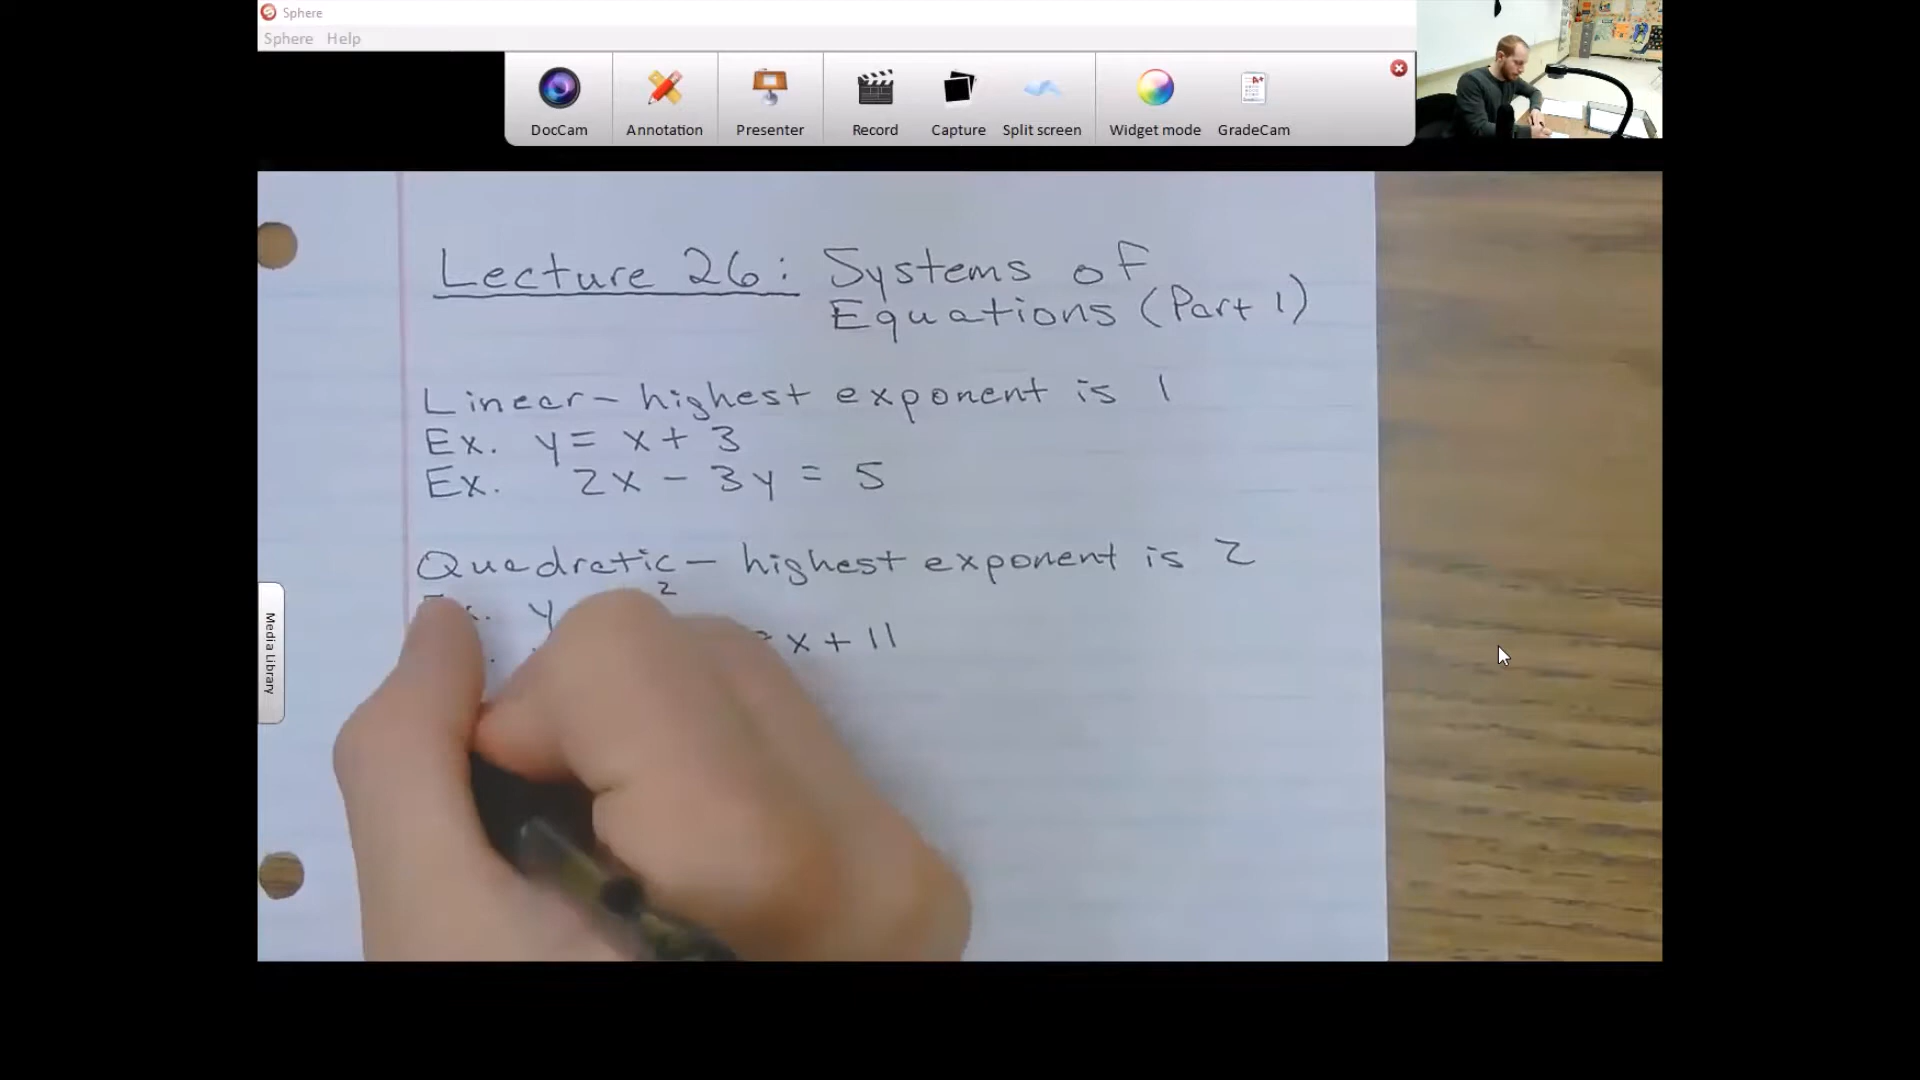 Sphere
Sphere Help
DocCam Annotation Presenter Record Capture Split screen Widget mode GradeCam
Lecture 26: Systems of
Equations (Part 1)
Linear - highest exponent is 1
Ex. y = x + 3
Ex. 2x - 3y = 5
Quadratic - highest exponent is 2
y
2
x + 11
Media Library